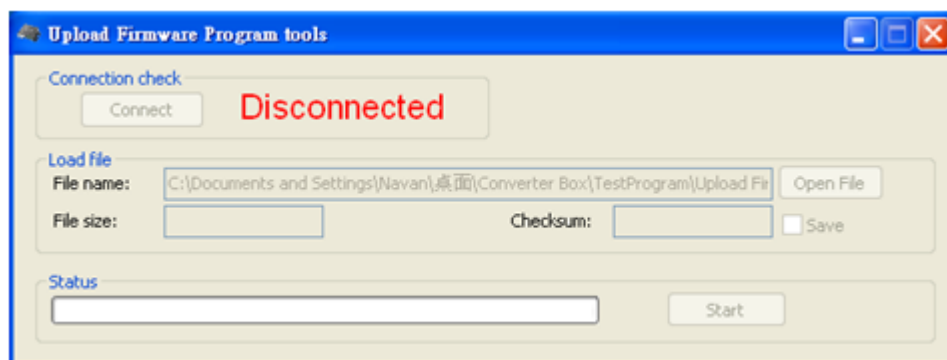 Upload Firmware Program tools
Connection check
Connect Disconnected
Load file
File name: C:\Documents and Settings\Navan\桌面\Converter Box\TestProgram\Upload Fir Open File
File size: Checksum: Save
Status
Start